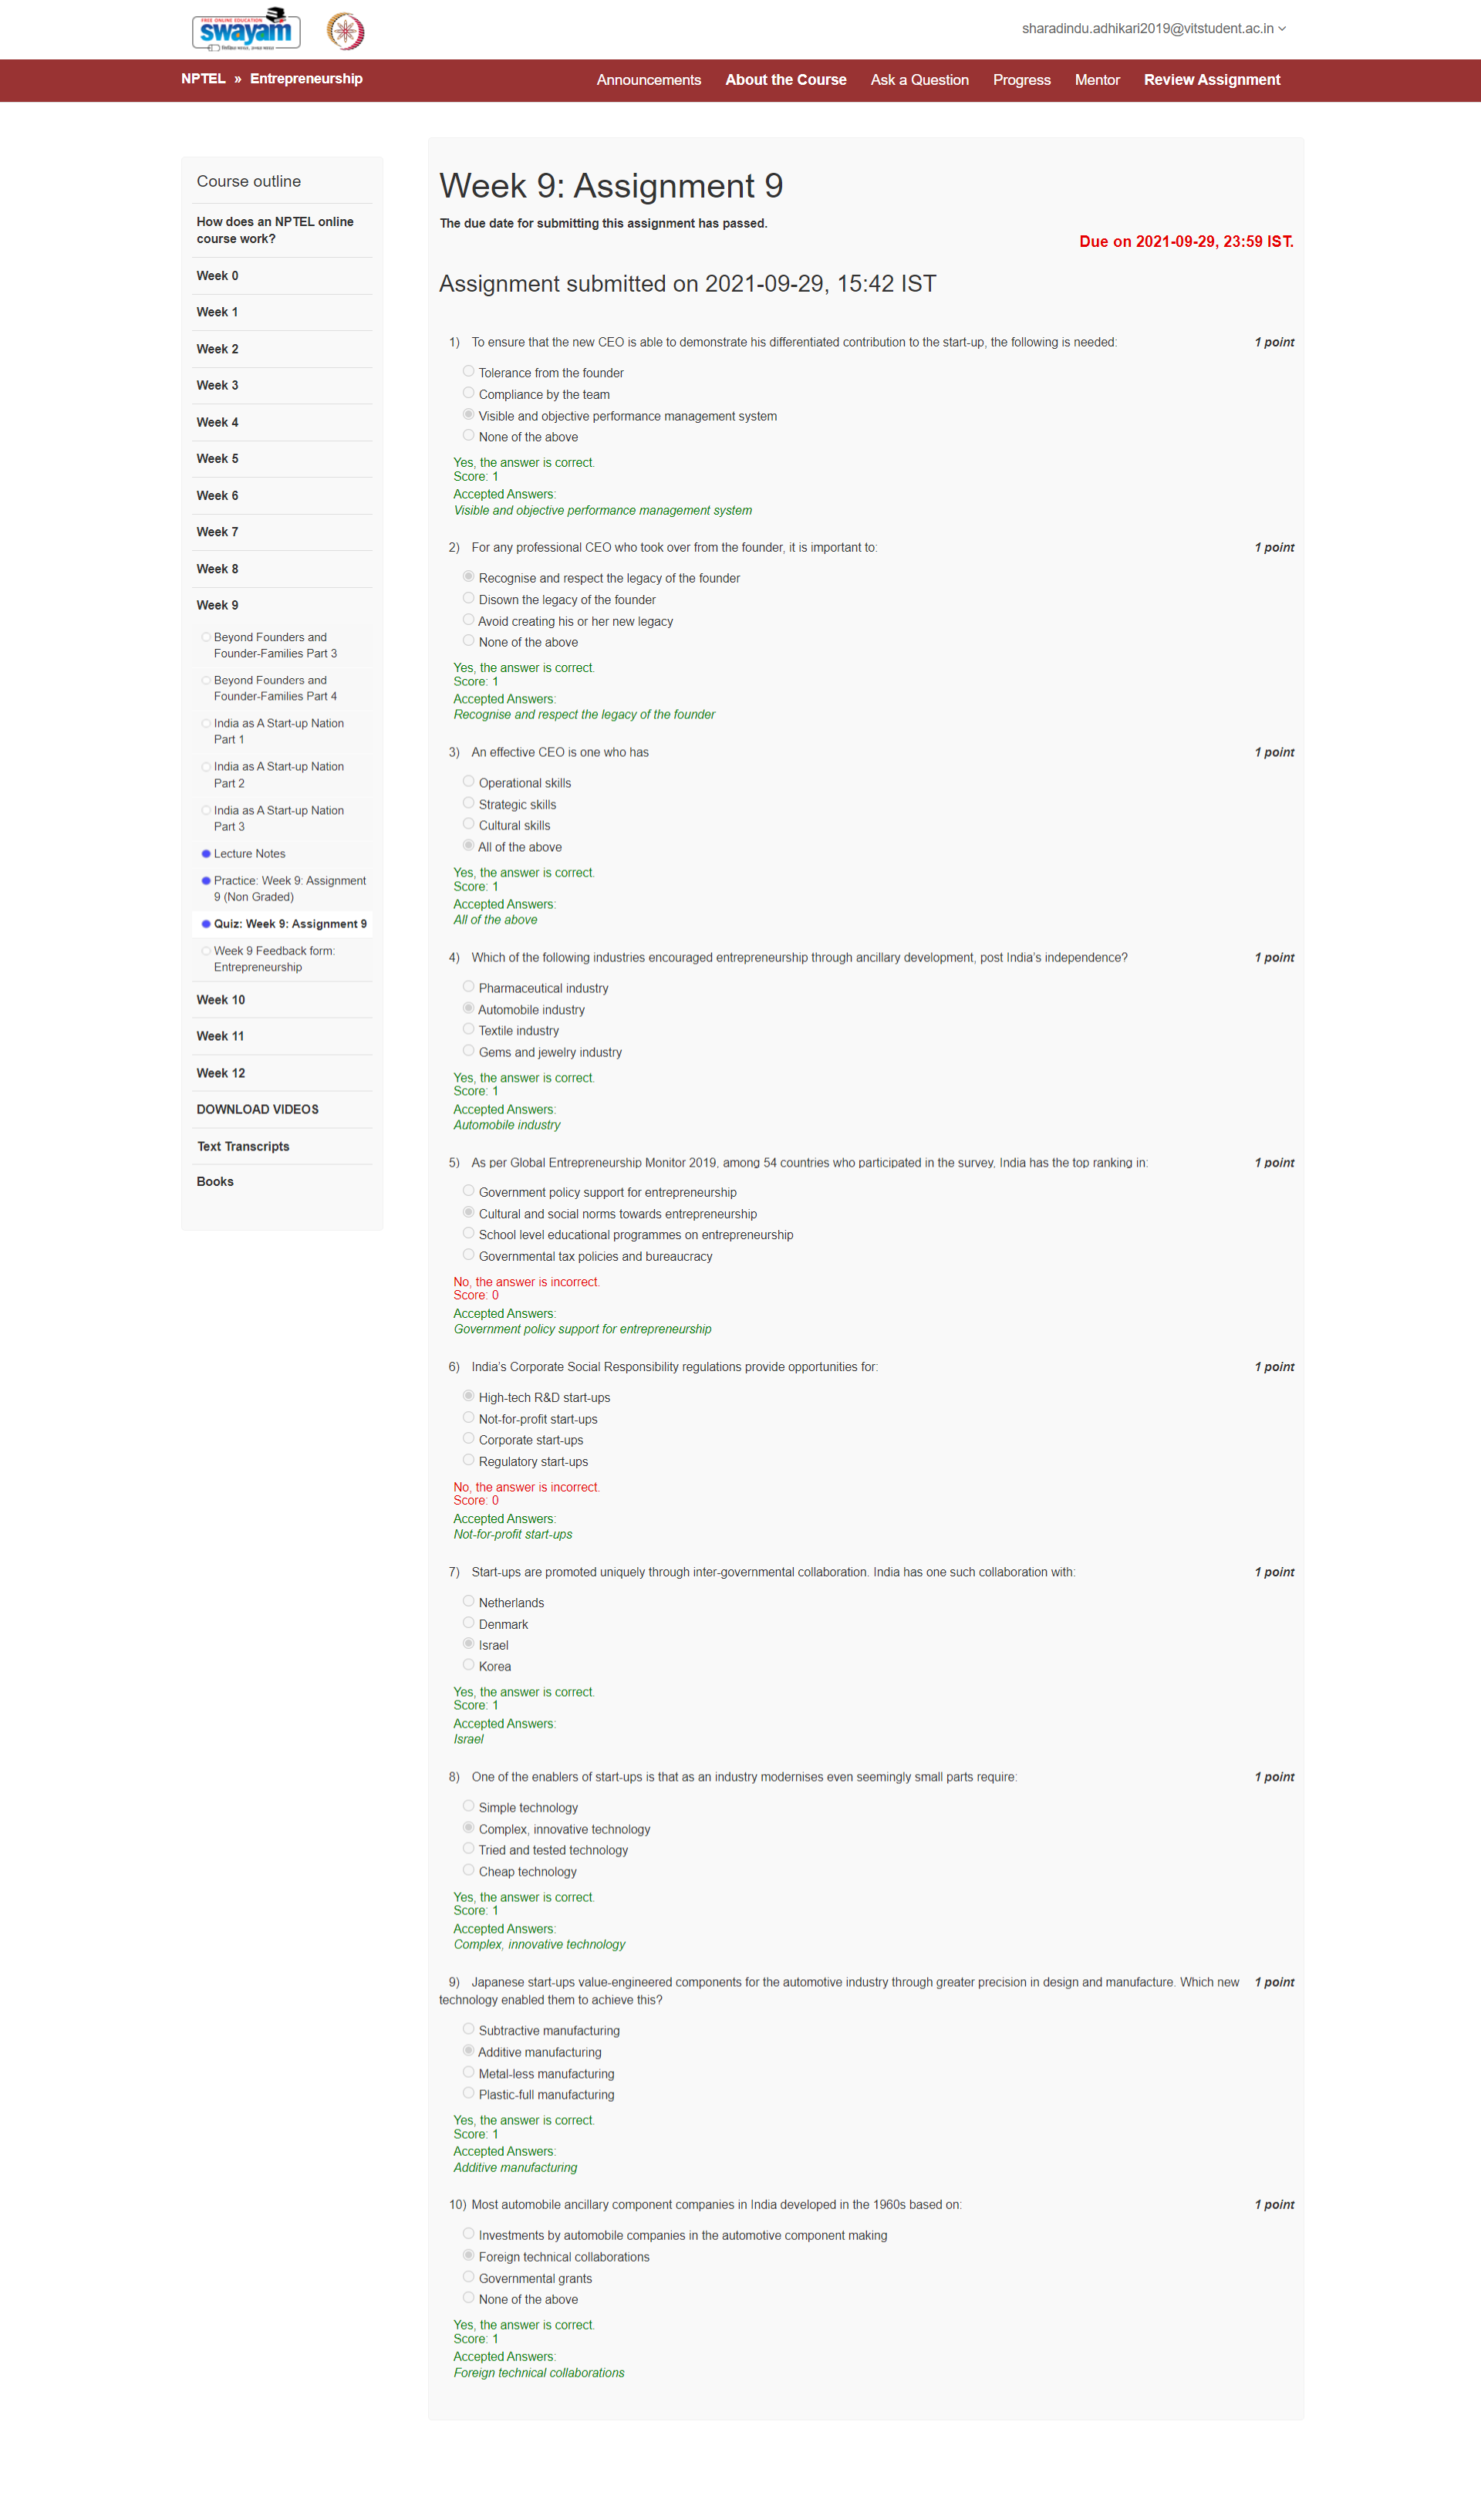 FREE ONLINE EDUCATION
swayam
sharadindu.adhikari2019@vitstudent.ac.in
NPTEL » Entrepreneurship
Announcements About the Course Ask a Question Progress Mentor Review Assignment
Course outline
How does an NPTEL online
course work?
Week 0
Week 1
Week 2
Week 3
Week 4
Week 5
Week 6
Week 7
Week 8
Week 9
Beyond Founders and
Founder-Families Part 3
Beyond Founders and
Founder-Families Part 4
India as A Start-up Nation
Part 1
India as A Start-up Nation
Part 2
India as A Start-up Nation
Part 3
Lecture Notes
Practice: Week 9: Assignment
9 (Non Graded)
Quiz: Week 9: Assignment 9
Week 9 Feedback form:
Entrepreneurship
Week 10
Week 11
Week 12
DOWNLOAD VIDEOS
Text Transcripts
Books
Week 9: Assignment 9
The due date for submitting this assignment has passed.
Due on 2021-09-29, 23:59 IST.
Assignment submitted on 2021-09-29, 15:42 IST
1) To ensure that the new CEO is able to demonstrate his differentiated contribution to the start-up, the following is needed: 1 point
Tolerance from the founder
Compliance by the team
Visible and objective performance management system
None of the above
Yes, the answer is correct.
Score: 1
Accepted Answers:
Visible and objective performance management system
2) For any professional CEO who took over from the founder, it is important to: 1 point
Recognise and respect the legacy of the founder
Disown the legacy of the founder
Avoid creating his or her new legacy
None of the above
Yes, the answer is correct.
Score: 1
Accepted Answers:
Recognise and respect the legacy of the founder
3) An effective CEO is one who has 1 point
Operational skills
Strategic skills
Cultural skills
All of the above
Yes, the answer is correct.
Score: 1
Accepted Answers:
All of the above
4) Which of the following industries encouraged entrepreneurship through ancillary development, post India’s independence? 1 point
Pharmaceutical industry
Automobile industry
Textile industry
Gems and jewelry industry
Yes, the answer is correct.
Score: 1
Accepted Answers:
Automobile industry
5) As per Global Entrepreneurship Monitor 2019, among 54 countries who participated in the survey, India has the top ranking in: 1 point
Government policy support for entrepreneurship
Cultural and social norms towards entrepreneurship
School level educational programmes on entrepreneurship
Governmental tax policies and bureaucracy
No, the answer is incorrect.
Score: 0
Accepted Answers:
Government policy support for entrepreneurship
6) India’s Corporate Social Responsibility regulations provide opportunities for: 1 point
High-tech R&D start-ups
Not-for-profit start-ups
Corporate start-ups
Regulatory start-ups
No, the answer is incorrect.
Score: 0
Accepted Answers:
Not-for-profit start-ups
7) Start-ups are promoted uniquely through inter-governmental collaboration. India has one such collaboration with: 1 point
Netherlands
Denmark
Israel
Korea
Yes, the answer is correct.
Score: 1
Accepted Answers:
Israel
8) One of the enablers of start-ups is that as an industry modernises even seemingly small parts require: 1 point
Simple technology
Complex, innovative technology
Tried and tested technology
Cheap technology
Yes, the answer is correct.
Score: 1
Accepted Answers:
Complex, innovative technology
9) Japanese start-ups value-engineered components for the automotive industry through greater precision in design and manufacture. Which new 1 point
technology enabled them to achieve this?
Subtractive manufacturing
Additive manufacturing
Metal-less manufacturing
Plastic-full manufacturing
Yes, the answer is correct.
Score: 1
Accepted Answers:
Additive manufacturing
10) Most automobile ancillary component companies in India developed in the 1960s based on: 1 point
Investments by automobile companies in the automotive component making
Foreign technical collaborations
Governmental grants
None of the above
Yes, the answer is correct.
Score: 1
Accepted Answers:
Foreign technical collaborations